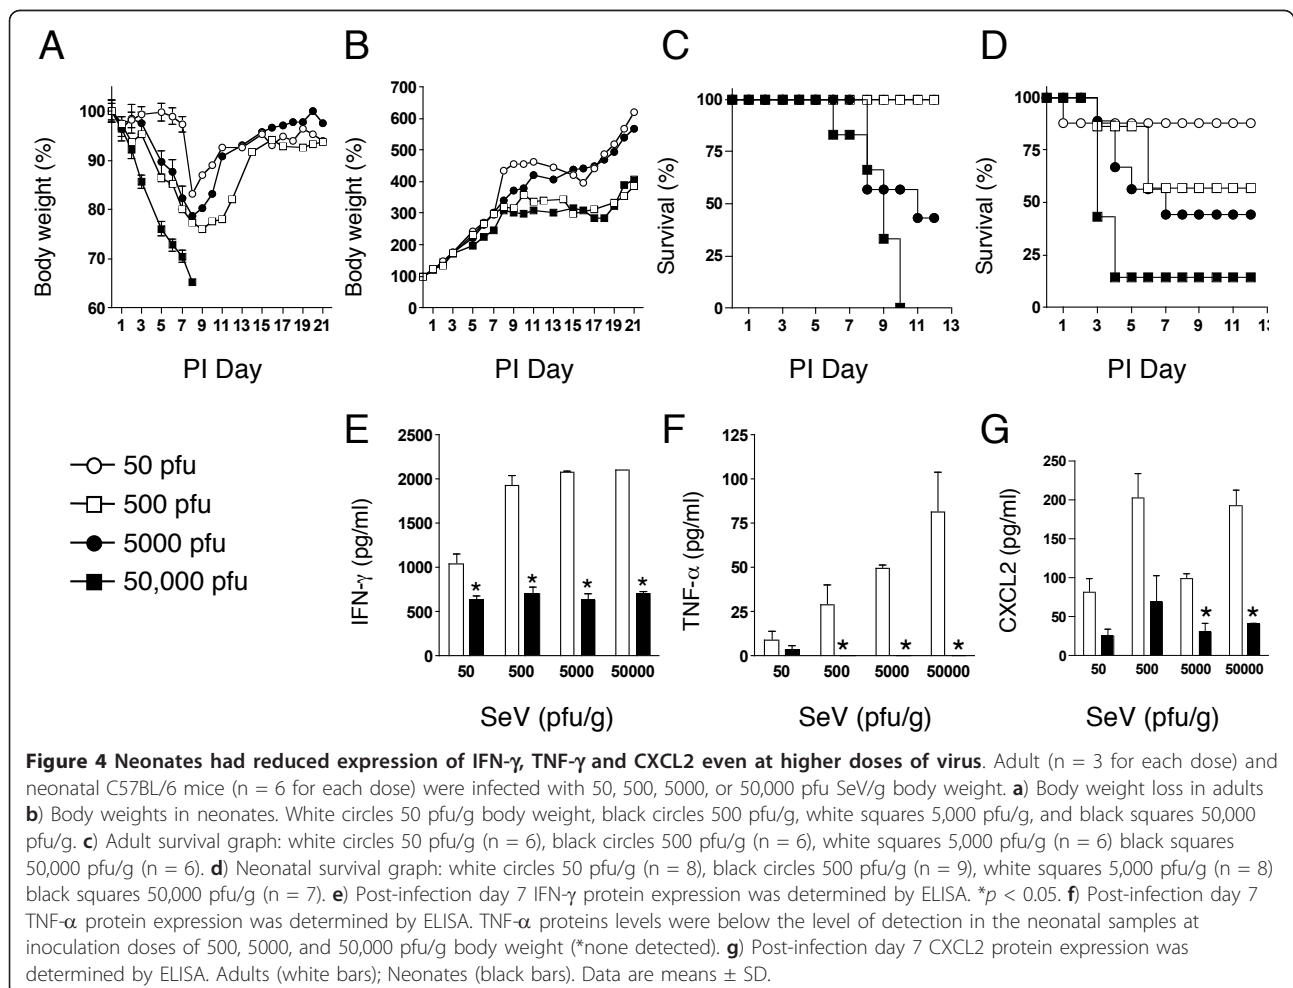 A
B
C
D
Body weight (%)
100
90
80
70
60
1 3 5 7 9 11 13 15 17 19 21
PI Day
Body weight (%)
700
600
500
400
300
200
100
0
1 3 5 7 9 11 13 15 17 19 21
PI Day
Survival (%)
100
75
50
25
0
1 3 5 7 9 11 13
PI Day
Survival (%)
100
75
50
25
0
1 3 5 7 9 11 13
PI Day
50 pfu
500 pfu
5000 pfu
50,000 pfu
E
IFN-γ (pg/ml)
2500
2000
1500
1000
500
0
* * * *
50 500 5000 50000
SeV (pfu/g)
F
TNF-α (pg/ml)
125
100
75
50
25
0
* * *
50 500 5000 50000
SeV (pfu/g)
G
CXCL2 (pg/ml)
250
200
150
100
50
0
* *
50 500 5000 50000
SeV (pfu/g)
Figure 4 Neonates had reduced expression of IFN-γ, TNF-γ and CXCL2 even at higher doses of virus. Adult (n = 3 for each dose) and
neonatal C57BL/6 mice (n = 6 for each dose) were infected with 50, 500, 5000, or 50,000 pfu SeV/g body weight. a) Body weight loss in adults
b) Body weights in neonates. White circles 50 pfu/g body weight, black circles 500 pfu/g, white squares 5,000 pfu/g, and black squares 50,000
pfu/g. c) Adult survival graph: white circles 50 pfu/g (n = 6), black circles 500 pfu/g (n = 6), white squares 5,000 pfu/g (n = 6) black squares
50,000 pfu/g (n = 6). d) Neonatal survival graph: white circles 50 pfu/g (n = 8), black circles 500 pfu/g (n = 9), white squares 5,000 pfu/g (n = 8)
black squares 50,000 pfu/g (n = 7). e) Post-infection day 7 IFN-γ protein expression was determined by ELISA. *p < 0.05. f) Post-infection day 7
TNF-α protein expression was determined by ELISA. TNF-α proteins levels were below the level of detection in the neonatal samples at
inoculation doses of 500, 5000, and 50,000 pfu/g body weight (*none detected). g) Post-infection day 7 CXCL2 protein expression was
determined by ELISA. Adults (white bars); Neonates (black bars). Data are means ± SD.